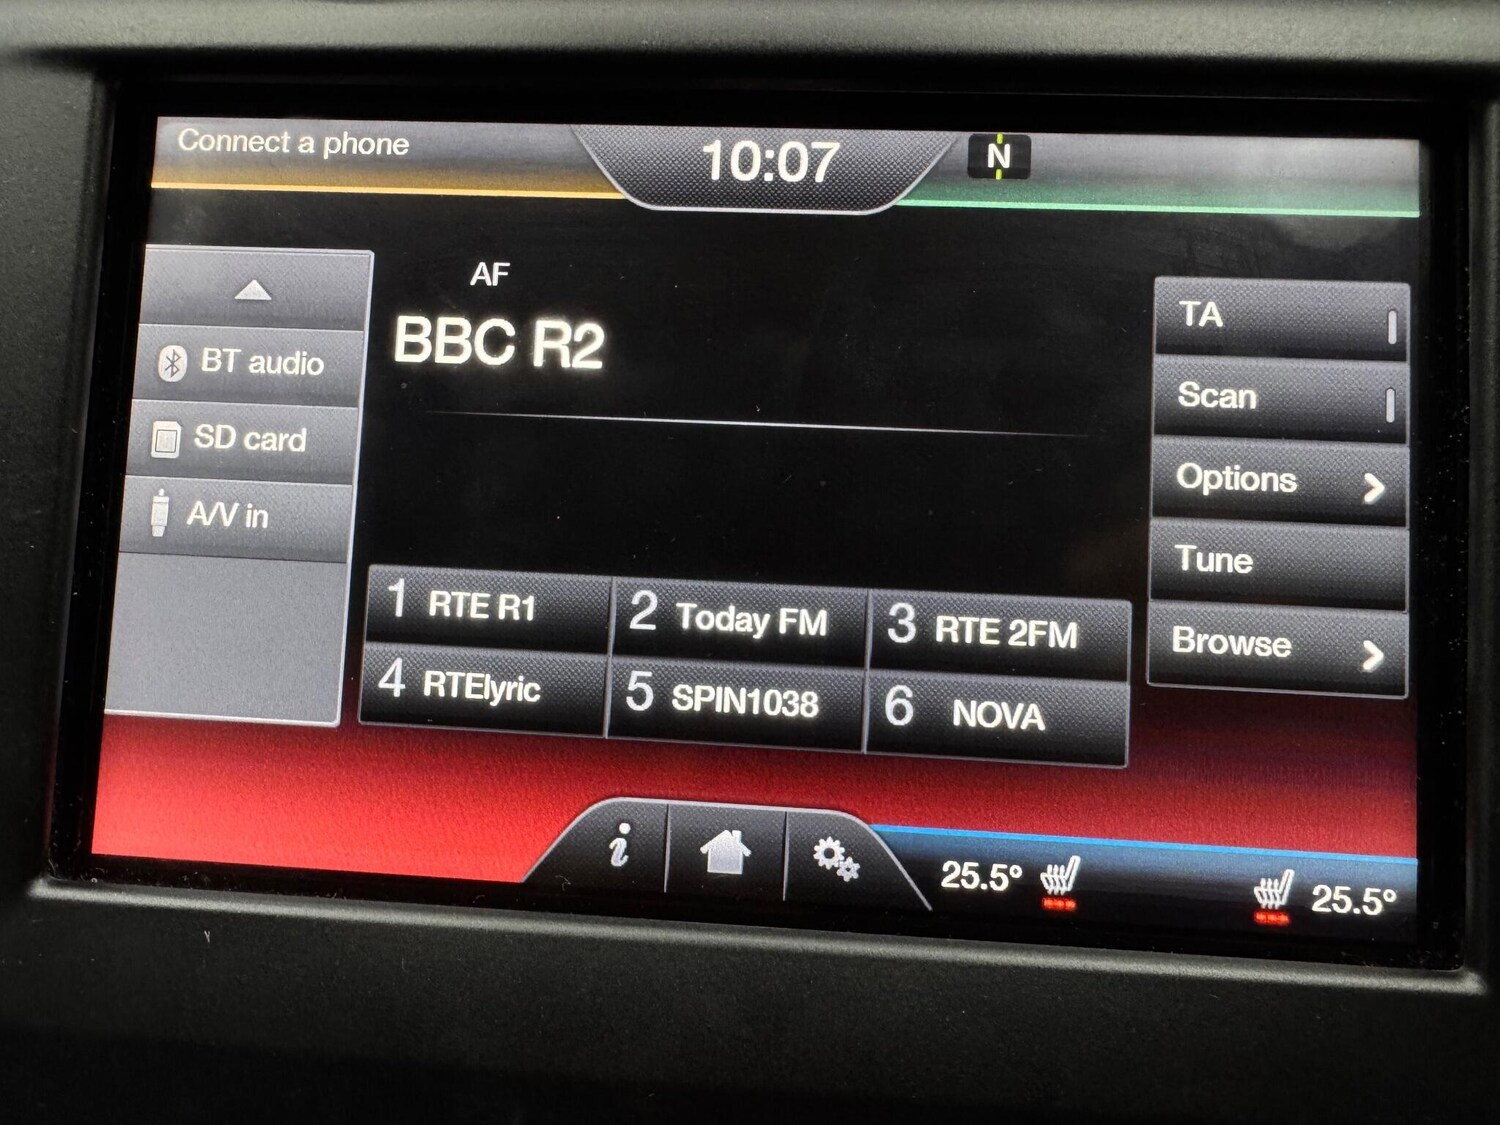 Connect a phone
10:07
N
AF
BBC R2
BT audio
SD card
A/V in
TA
Scan
Options
Tune
Browse
1 RTE R1
2 Today FM
3 RTE 2FM
4 RTElyric
5 SPIN1038
6 NOVA
i
25.5°
25.5°